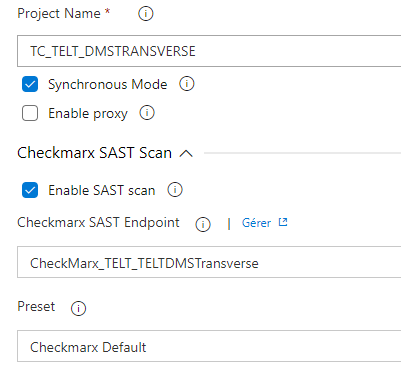 Project Name *
TC_TELT_DMSTRANSVERSE
Synchronous Mode
Enable proxy
Checkmarx SAST Scan
Enable SAST scan
Checkmarx SAST Endpoint | Gérer
CheckMarx_TELT_TELTDMSTransverse
Preset
Checkmarx Default